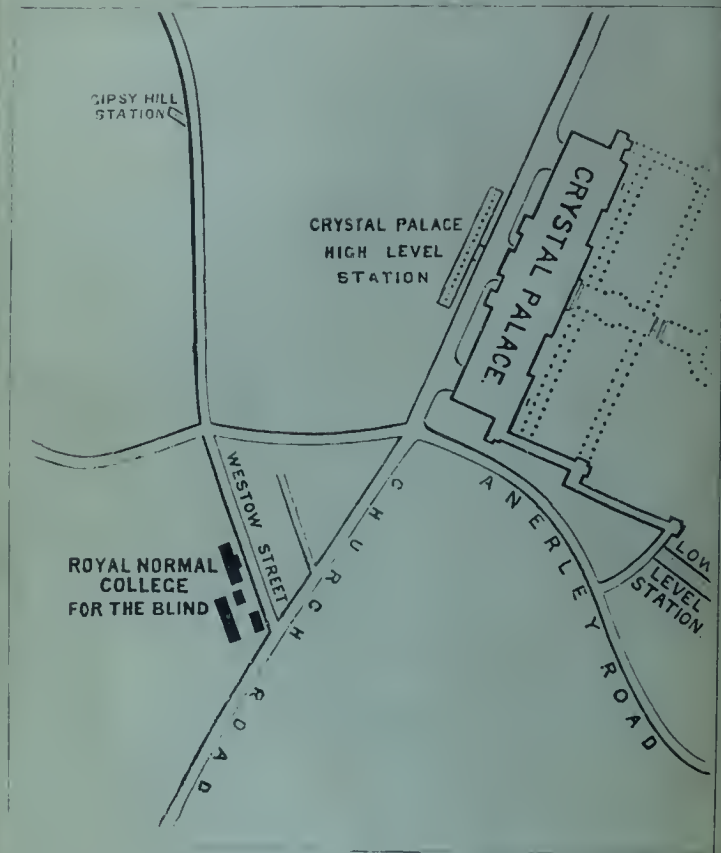 GIPSY HILL
STATION
CRYSTAL PALACE
HIGH LEVEL
STATION
CRYSTAL PALACE.
WESTOW STREET
CHURCH ROAD
ANERLEY ROAD
LOW
LEVEL
STATION.
ROYAL NORMAL
COLLEGE
FOR THE BLIND